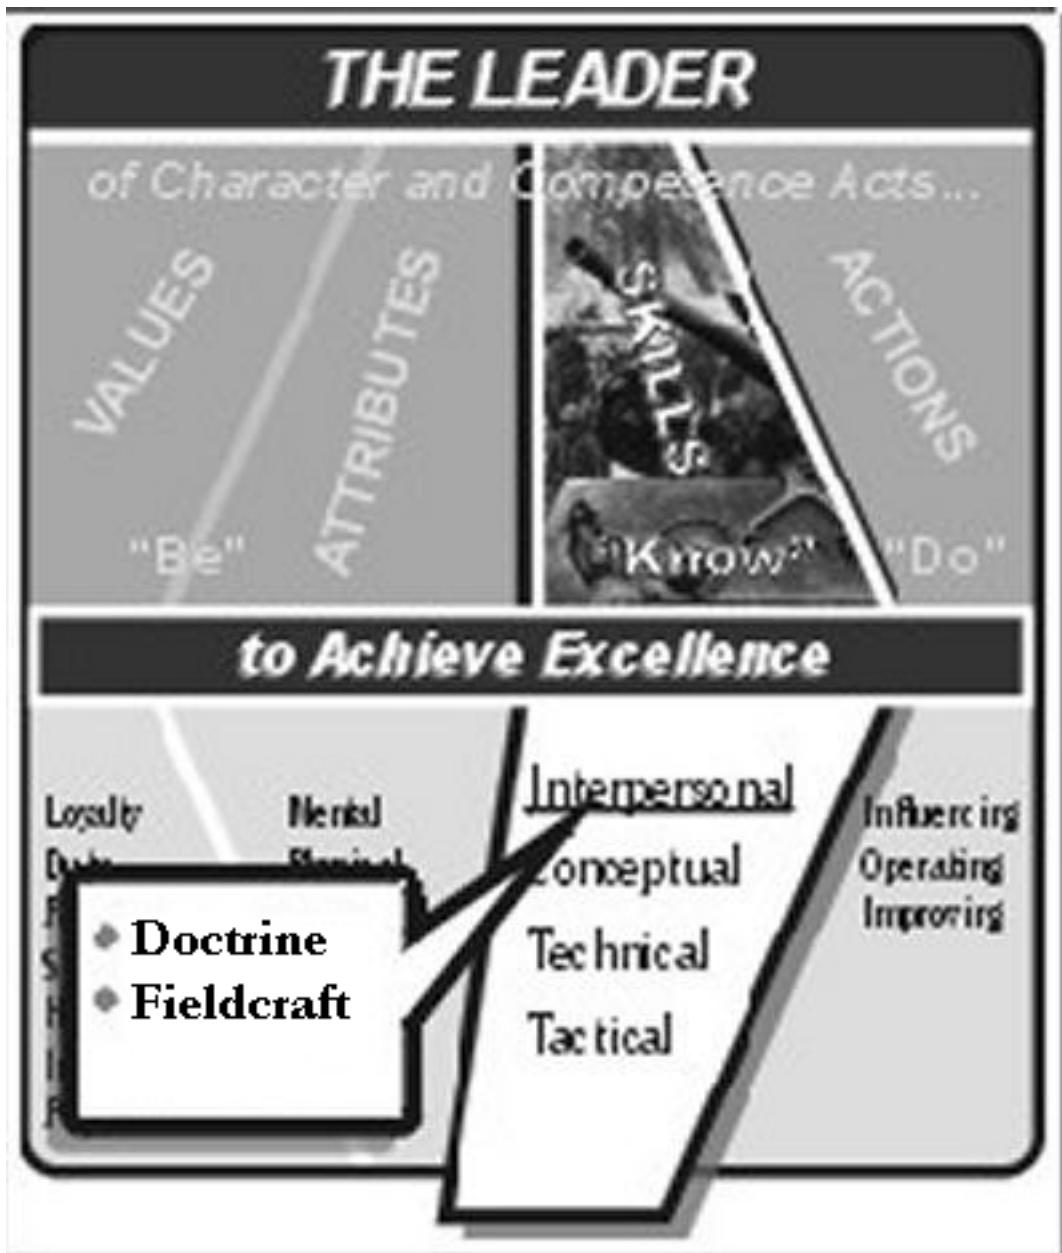 THE LEADER
of Character and Competence Acts...
VALUES
ATTRIBUTES
SKILLS
ACTIONS
"Be"
"Know"
"Do"
to Achieve Excellence
Loyalty
Mental
Interpersonal
Conceptual
Technical
Tactical
Influencing
Operating
Improving
Doctrine
Fieldcraft